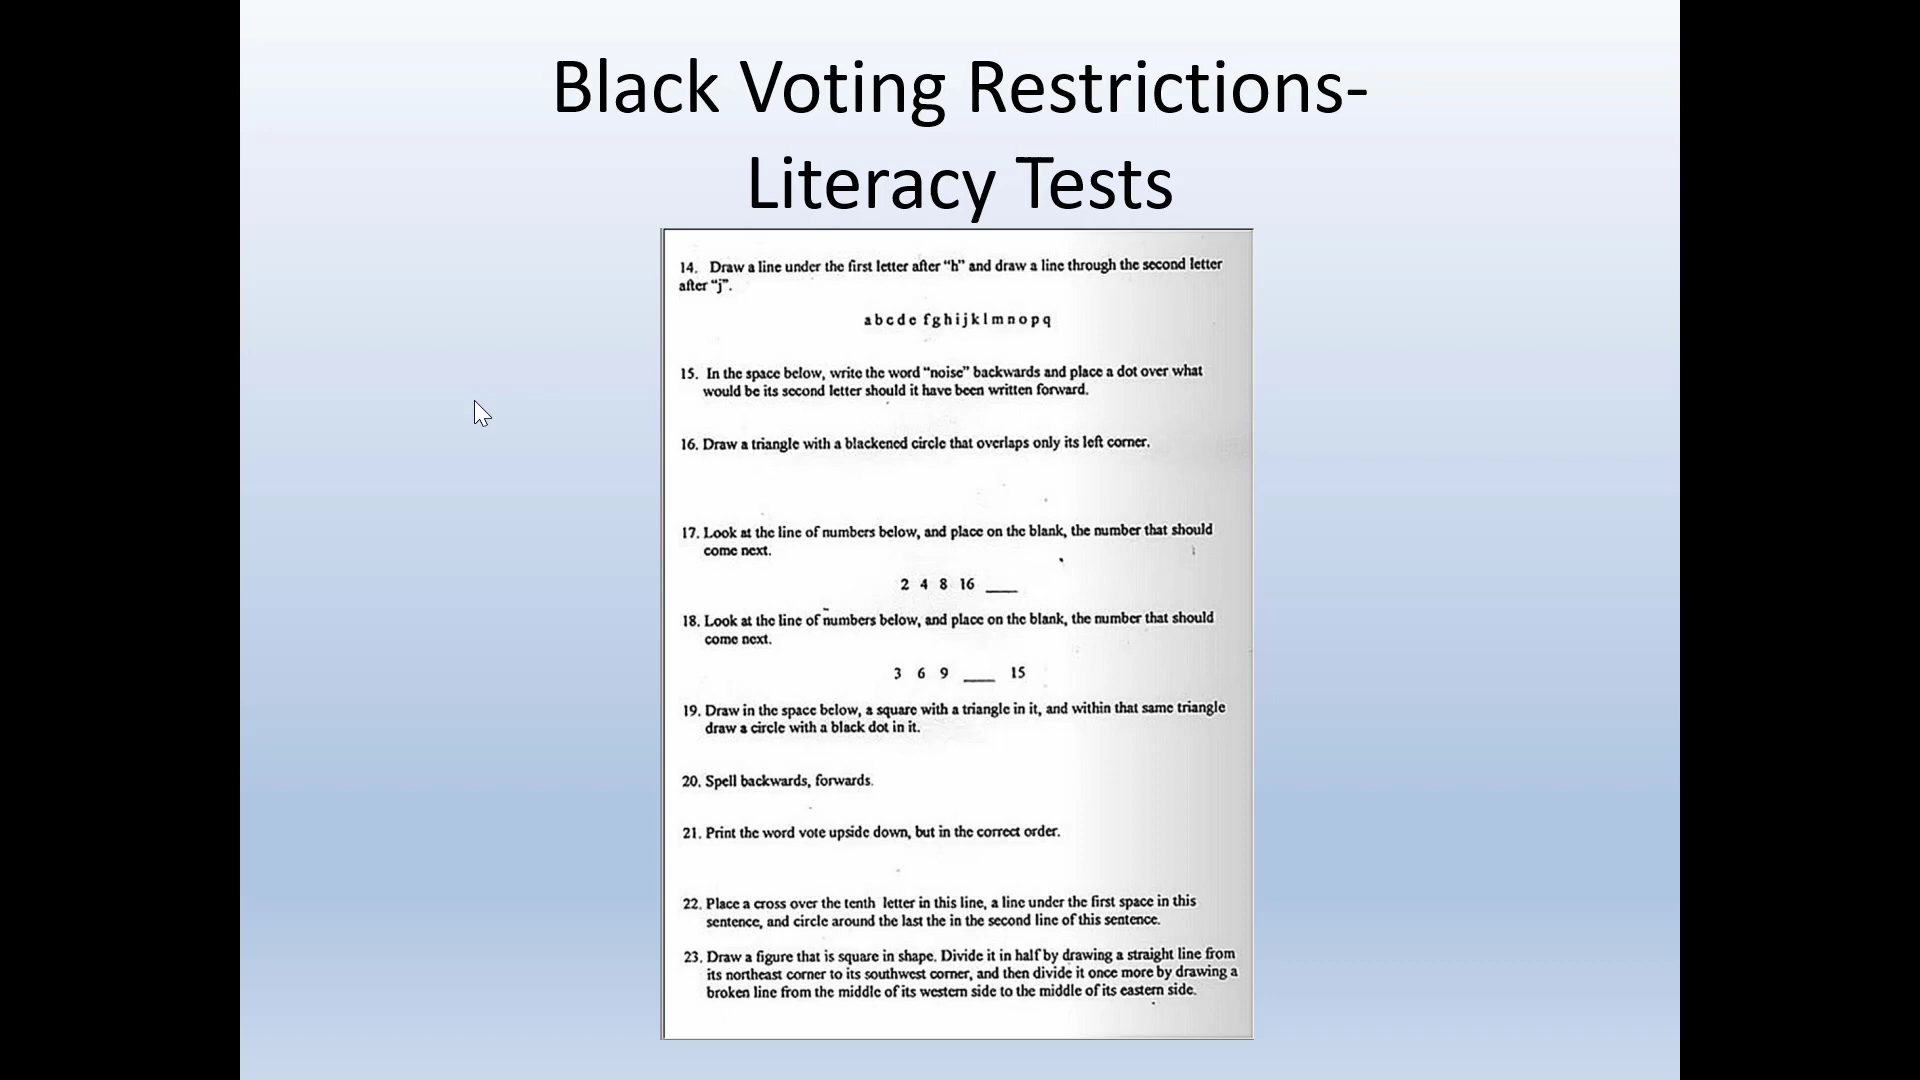 Black Voting Restrictions-
Literacy Tests
14. Draw a line under the first letter after “h” and draw a line through the second letter
after “j”.
a b c d e f g h i j k l m n o p q
15. In the space below, write the word “noise” backwards and place a dot over what
would be its second letter should it have been written forward.
16. Draw a triangle with a blackened circle that overlaps only its left corner.
17. Look at the line of numbers below, and place on the blank, the number that should
come next.
2 4 8 16 ___
18. Look at the line of numbers below, and place on the blank, the number that should
come next.
3 6 9 ___ 15
19. Draw in the space below, a square with a triangle in it, and within that same triangle
draw a circle with a black dot in it.
20. Spell backwards, forwards.
21. Print the word vote upside down, but in the correct order.
22. Place a cross over the tenth letter in this line, a line under the first space in this
sentence, and circle around the last the in the second line of this sentence.
23. Draw a figure that is square in shape. Divide it in half by drawing a straight line from
its northeast corner to its southwest corner, and then divide it once more by drawing a
broken line from the middle of its western side to the middle of its eastern side.